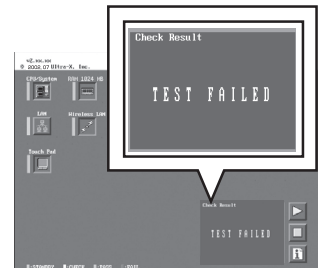 Check Result
TEST FAILED
v2.xx.xx
© 2002,07 Ultra-X, Inc.
CPU/System
RAM 1024 MB
LAN
Wireless LAN
Touch Pad
Check Result
TEST FAILED